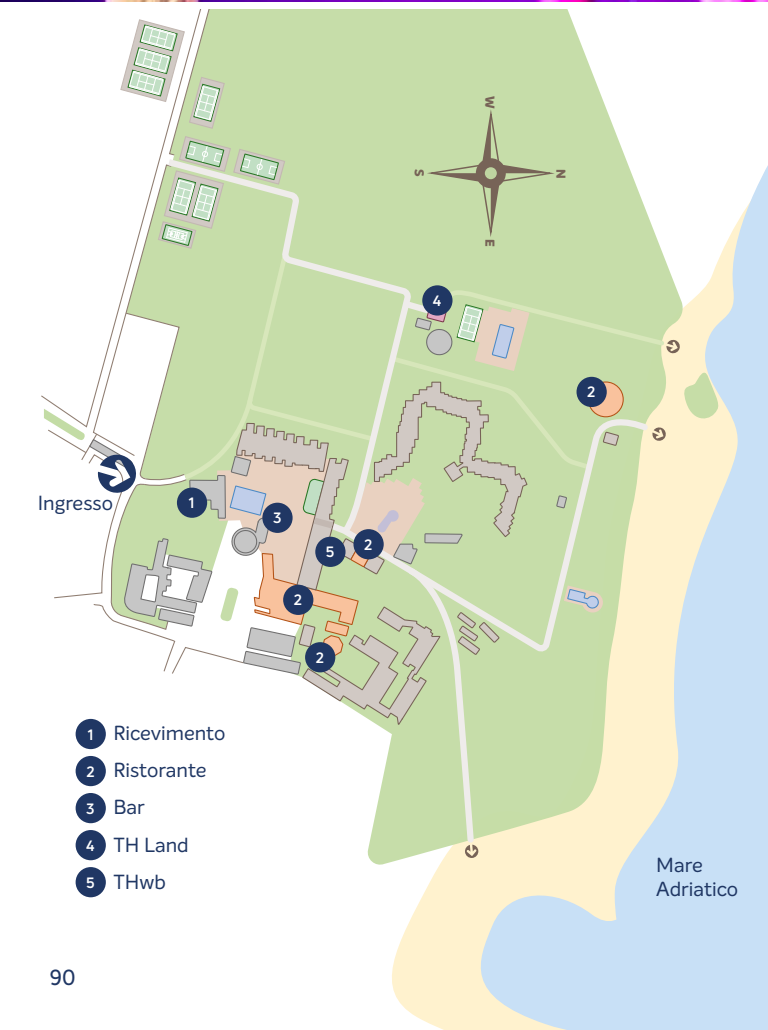 W
S
N
E
4
2
Ingresso
1
3
5
2
2
2
1 Ricevimento
2 Ristorante
3 Bar
4 TH Land
5 THwb
Mare
Adriatico
90